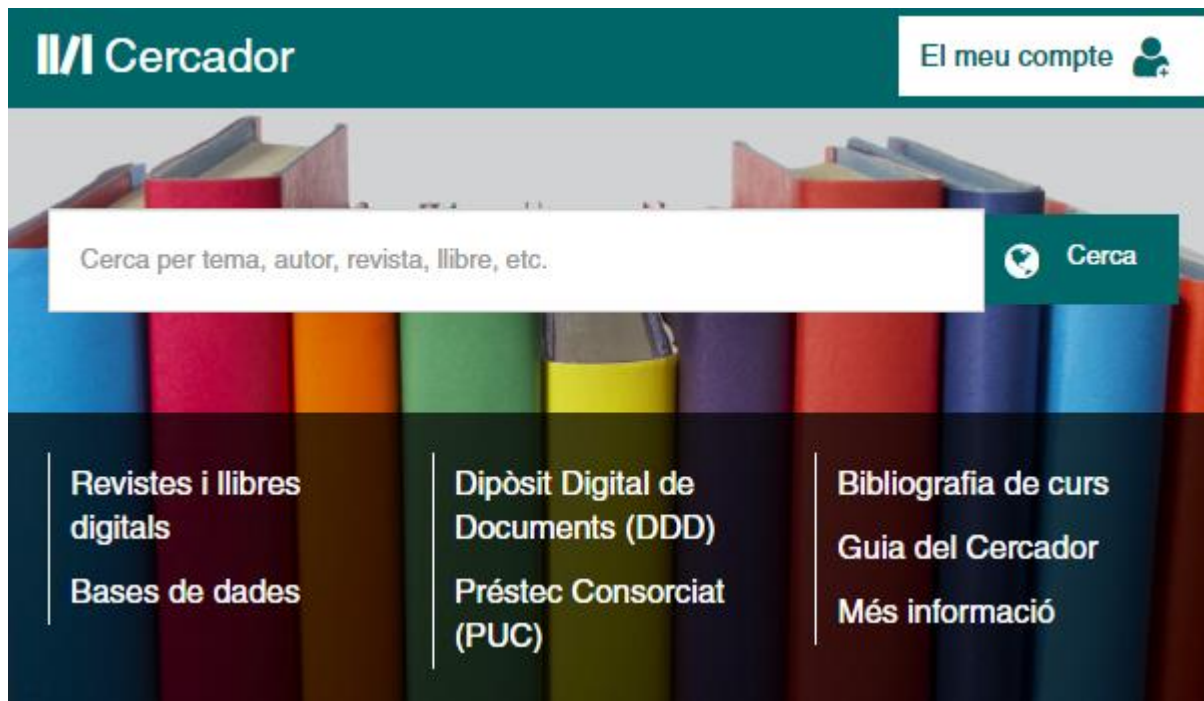 Cercador
El meu compte
Cerca per tema, autor, revista, llibre, etc.
Cerca
Revistes i llibres
digitals
Bases de dades
Dipòsit Digital de
Documents (DDD)
Préstec Consorciat
(PUC)
Bibliografia de curs
Guia del Cercador
Més informació